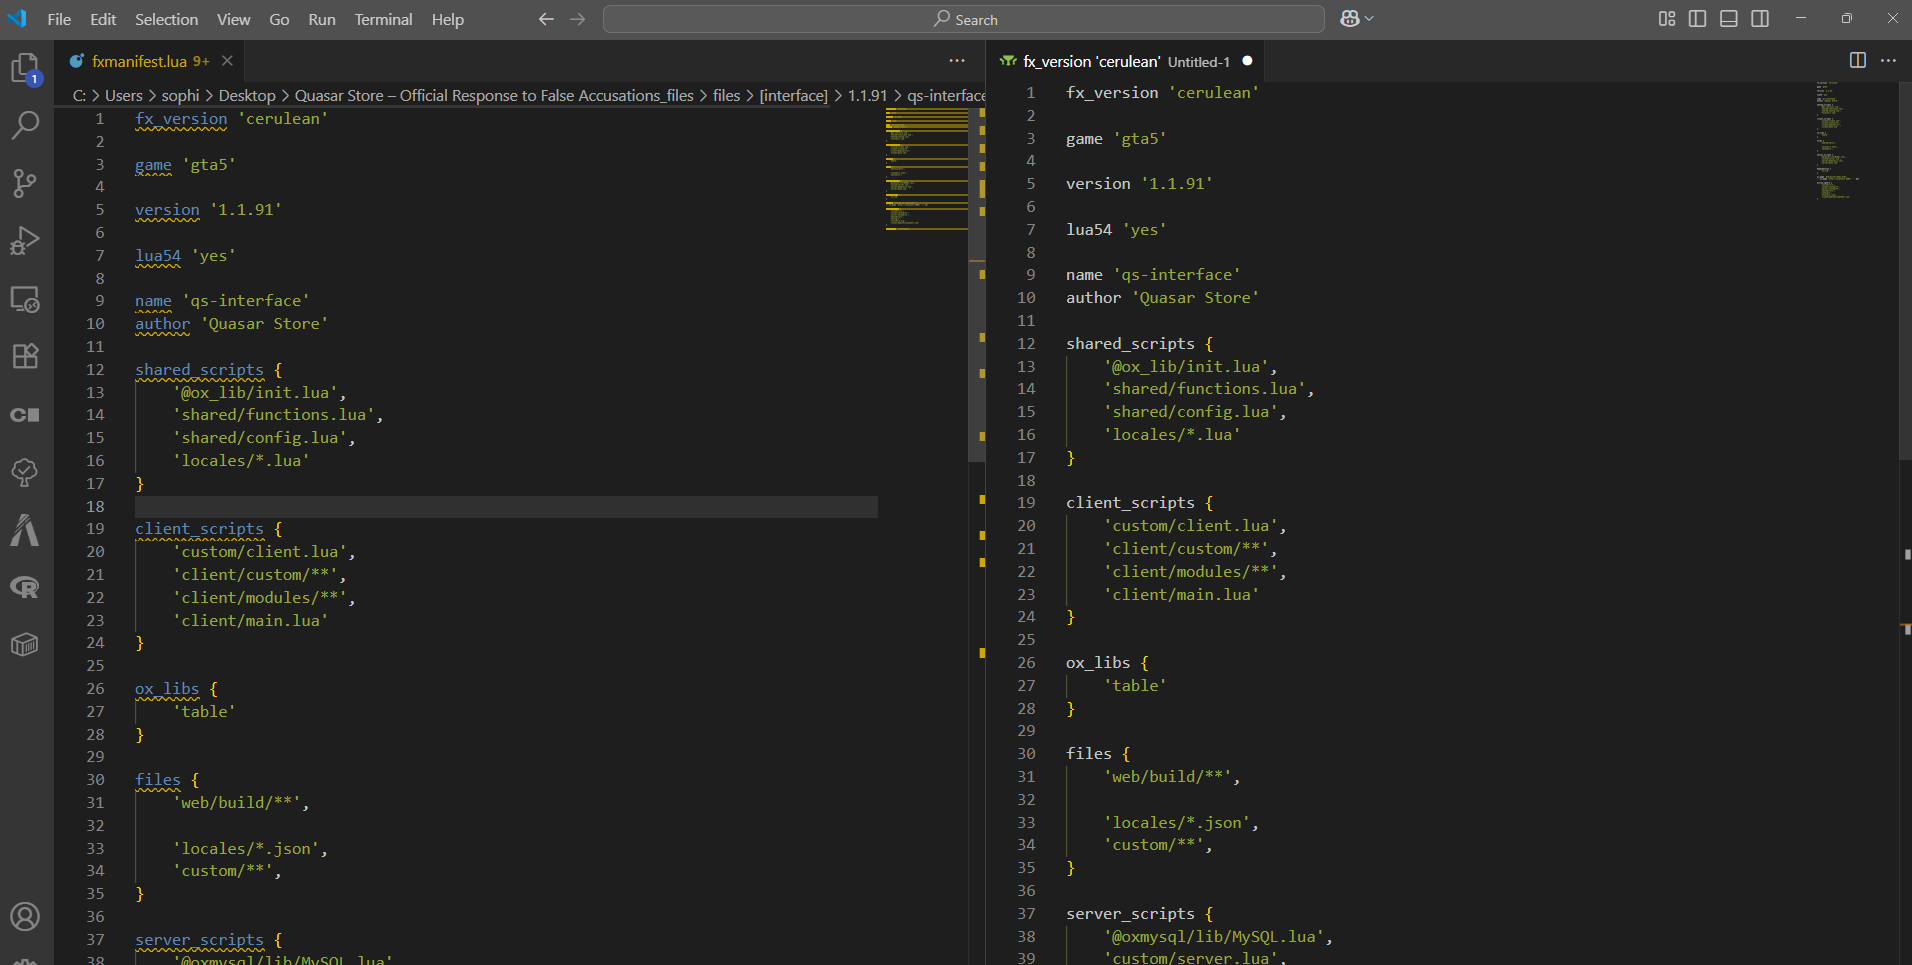 File Edit Selection View Go Run Terminal Help
Search
fxmanifest.lua 9+
C: > Users > sophi > Desktop > Quasar Store – Official Response to False Accusations_files > files > [interface] > 1.1.91 > qs-interface
1 fx_version 'cerulean'
2
3 game 'gta5'
4
5 version '1.1.91'
6
7 lua54 'yes'
8
9 name 'qs-interface'
10 author 'Quasar Store'
11
12 shared_scripts {
13 '@ox_lib/init.lua',
14 'shared/functions.lua',
15 'shared/config.lua',
16 'locales/*.lua'
17 }
18
19 client_scripts {
20 'custom/client.lua',
21 'client/custom/**',
22 'client/modules/**',
23 'client/main.lua'
24 }
25
26 ox_libs {
27 'table'
28 }
29
30 files {
31 'web/build/**',
32
33 'locales/*.json',
34 'custom/**',
35 }
36
37 server_scripts {
38 '@oxmysql/lib/MySQL.lua',
1
fx_version 'cerulean' Untitled-1
1 fx_version 'cerulean'
2
3 game 'gta5'
4
5 version '1.1.91'
6
7 lua54 'yes'
8
9 name 'qs-interface'
10 author 'Quasar Store'
11
12 shared_scripts {
13 '@ox_lib/init.lua',
14 'shared/functions.lua',
15 'shared/config.lua',
16 'locales/*.lua'
17 }
18
19 client_scripts {
20 'custom/client.lua',
21 'client/custom/**',
22 'client/modules/**',
23 'client/main.lua'
24 }
25
26 ox_libs {
27 'table'
28 }
29
30 files {
31 'web/build/**',
32
33 'locales/*.json',
34 'custom/**',
35 }
36
37 server_scripts {
38 '@oxmysql/lib/MySQL.lua',
39 'custom/server.lua',